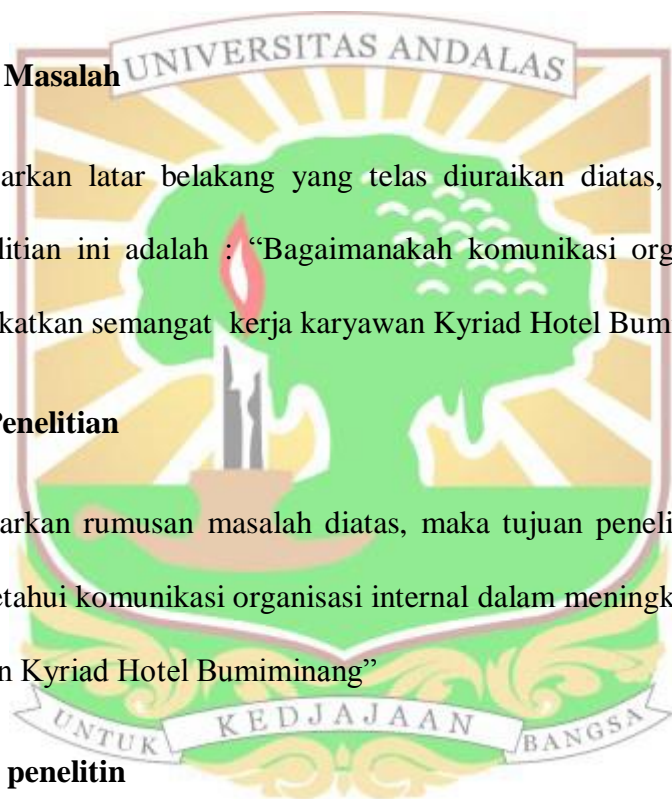 UNIVERSITAS ANDALAS
Masalah
arkan latar belakang yang telas diuraikan diatas,
litian ini adalah : “Bagaimanakah komunikasi org
katkan semangat kerja karyawan Kyriad Hotel Bum
Penelitian
arkan rumusan masalah diatas, maka tujuan peneli
etahui komunikasi organisasi internal dalam meningk
n Kyriad Hotel Bumiminang”
UNTUK KEDJAJAAN BANGSA
penelitin